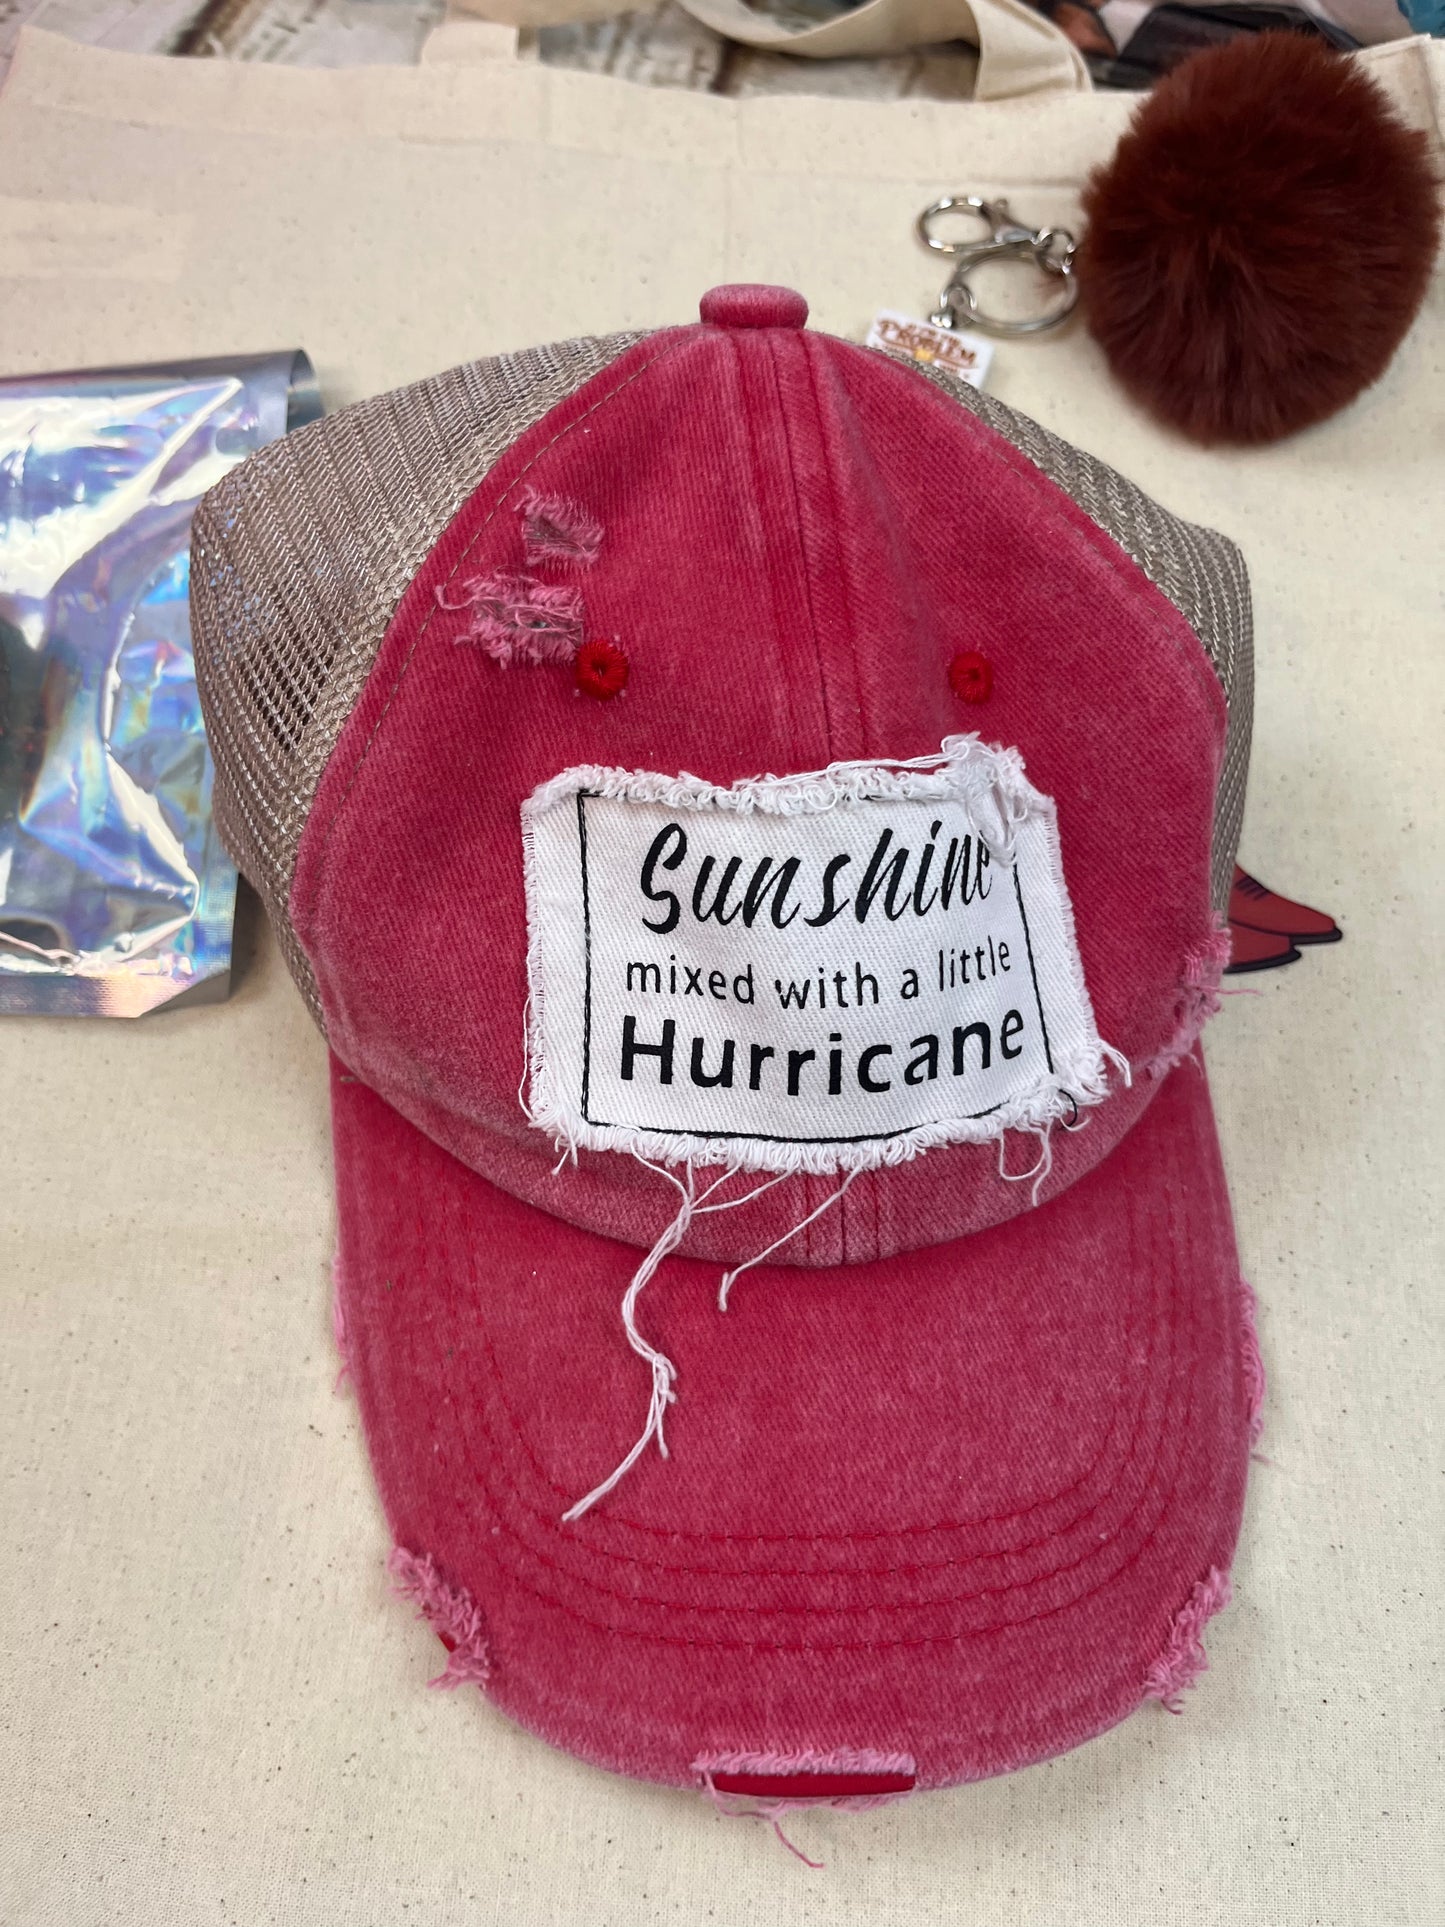 PROBLEM
Sunshine
mixed with a little
Hurricane